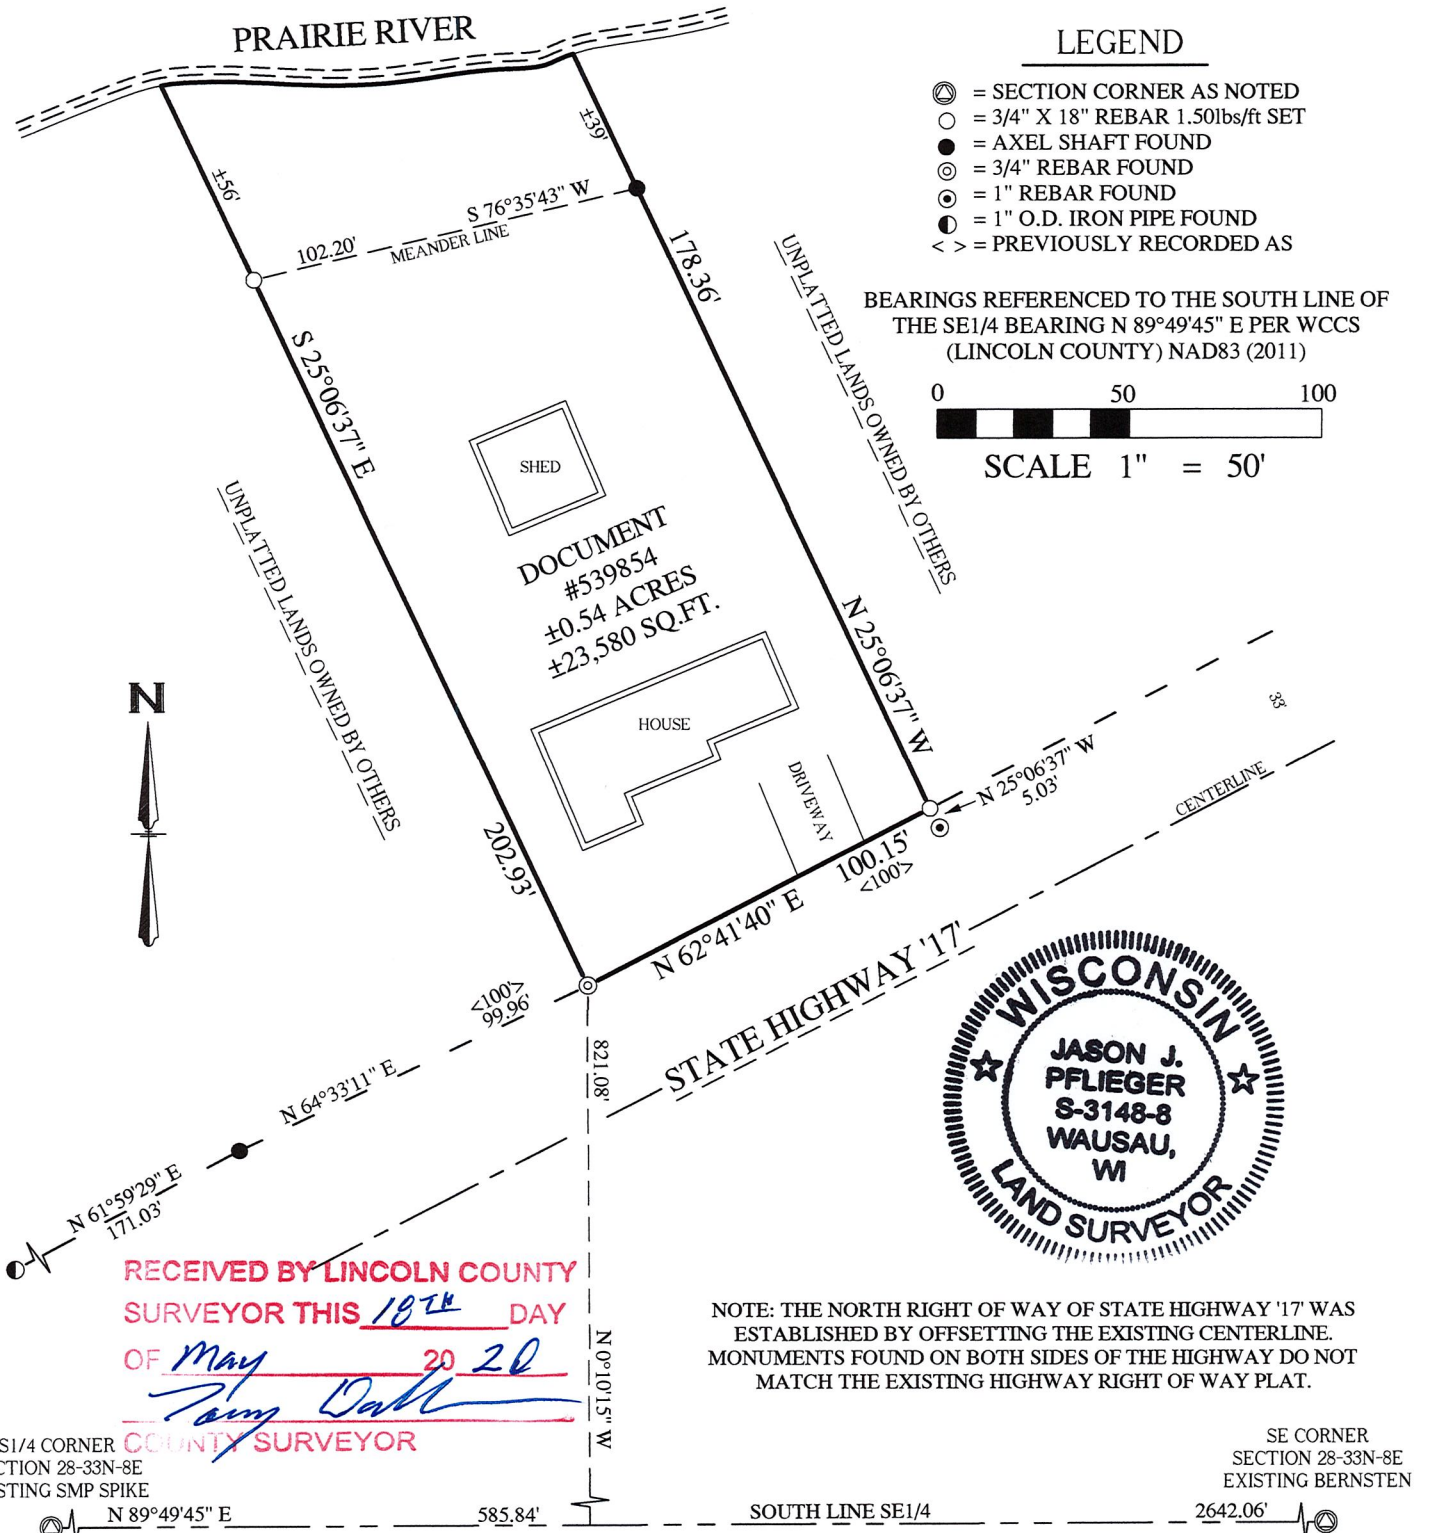 PRAIRIE RIVER
LEGEND
= SECTION CORNER AS NOTED
= 3/4" X 18" REBAR 1.50lbs/ft SET
= AXEL SHAFT FOUND
= 3/4" REBAR FOUND
= 1" REBAR FOUND
= 1" O.D. IRON PIPE FOUND
< > = PREVIOUSLY RECORDED AS
BEARINGS REFERENCED TO THE SOUTH LINE OF
THE SE1/4 BEARING N 89°49'45" E PER WCCS
(LINCOLN COUNTY) NAD83 (2011)
0 50 100
SCALE 1" = 50'
±56'
±39'
S 76°35'43" W
102.20'
MEANDER LINE
178.36'
S 25°06'37" E
UNPLATTED LANDS OWNED BY OTHERS
SHED
DOCUMENT
#539854
±0.54 ACRES
±23,580 SQ.FT.
UNPLATTED LANDS OWNED BY OTHERS
N 25°06'37" W
HOUSE
DRIVEWAY
N
202.93'
33'
N 25°06'37" W
5.03'
CENTERLINE
100.15'
<100'>
N 62°41'40" E
STATE HIGHWAY '17'
<100'>
99.96'
821.08'
N 64°33'11" E
N 61°59'29" E
171.03'
WISCONSIN
JASON J.
PFLIEGER
S-3148-8
WAUSAU,
WI
LAND SURVEYOR
RECEIVED BY LINCOLN COUNTY
SURVEYOR THIS 18TH DAY
OF May 20 20
COUNTY SURVEYOR
N 0°10'15" W
NOTE: THE NORTH RIGHT OF WAY OF STATE HIGHWAY '17' WAS
ESTABLISHED BY OFFSETTING THE EXISTING CENTERLINE.
MONUMENTS FOUND ON BOTH SIDES OF THE HIGHWAY DO NOT
MATCH THE EXISTING HIGHWAY RIGHT OF WAY PLAT.
S1/4 CORNER
CTION 28-33N-8E
STING SMP SPIKE
SE CORNER
SECTION 28-33N-8E
EXISTING BERNSTEN
N 89°49'45" E 585.84' SOUTH LINE SE1/4 2642.06'